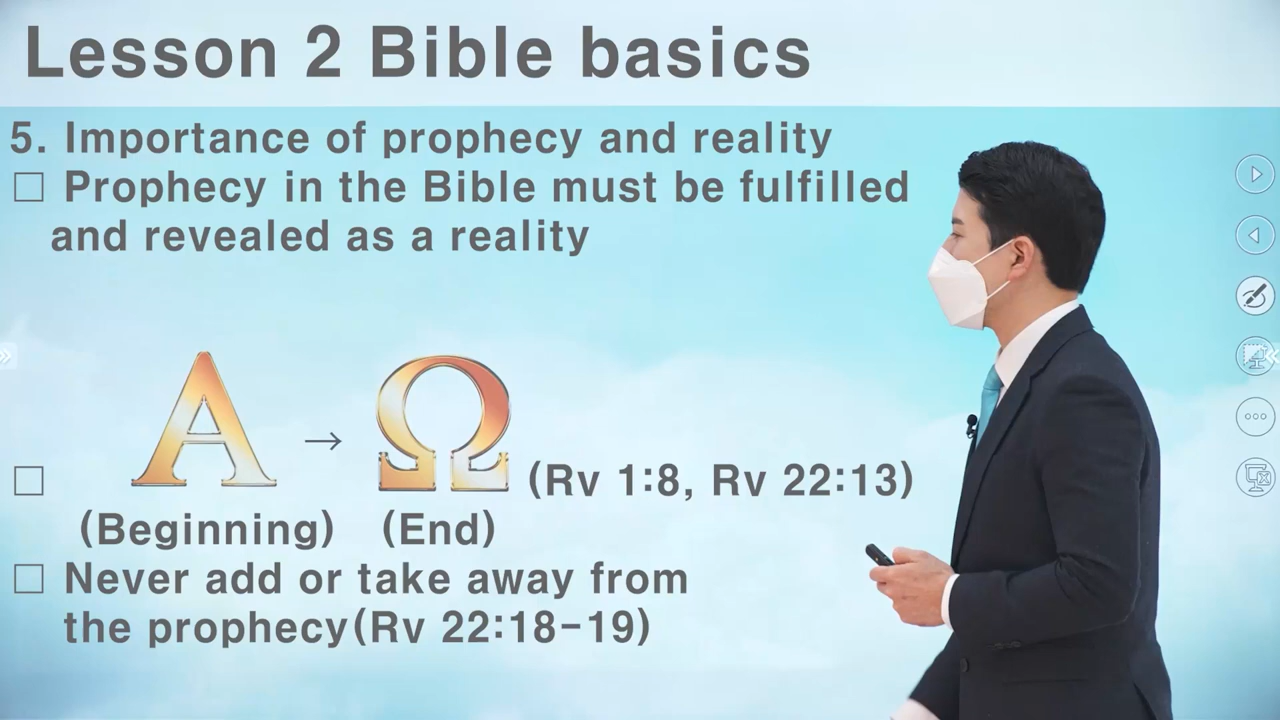 Lesson 2 Bible basics
5. Importance of prophecy and reality
□ Prophecy in the Bible must be fulfilled
and revealed as a reality
□ Α → Ω (Rv 1:8, Rv 22:13)
(Beginning) (End)
□ Never add or take away from
the prophecy(Rv 22:18-19)